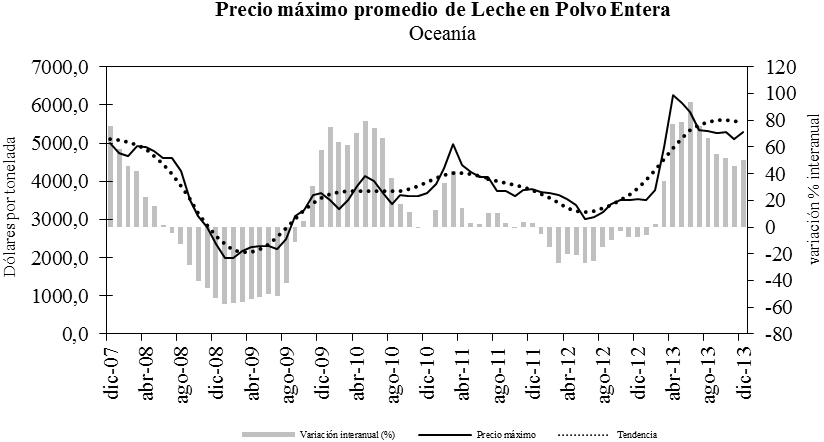 Precio máximo promedio de Leche en Polvo Entera
Oceanía
Dólares por tonelada
7000,0
6000,0
5000,0
4000,0
3000,0
2000,0
1000,0
0,0
120
100
80
60
40
20
0
-20
-40
-60
-80
variación % interanual
dic-07
abr-08
ago-08
dic-08
abr-09
ago-09
dic-09
abr-10
ago-10
dic-10
abr-11
ago-11
dic-11
abr-12
ago-12
dic-12
abr-13
ago-13
dic-13
Variación interanual (%)
Precio máximo
Tendencia